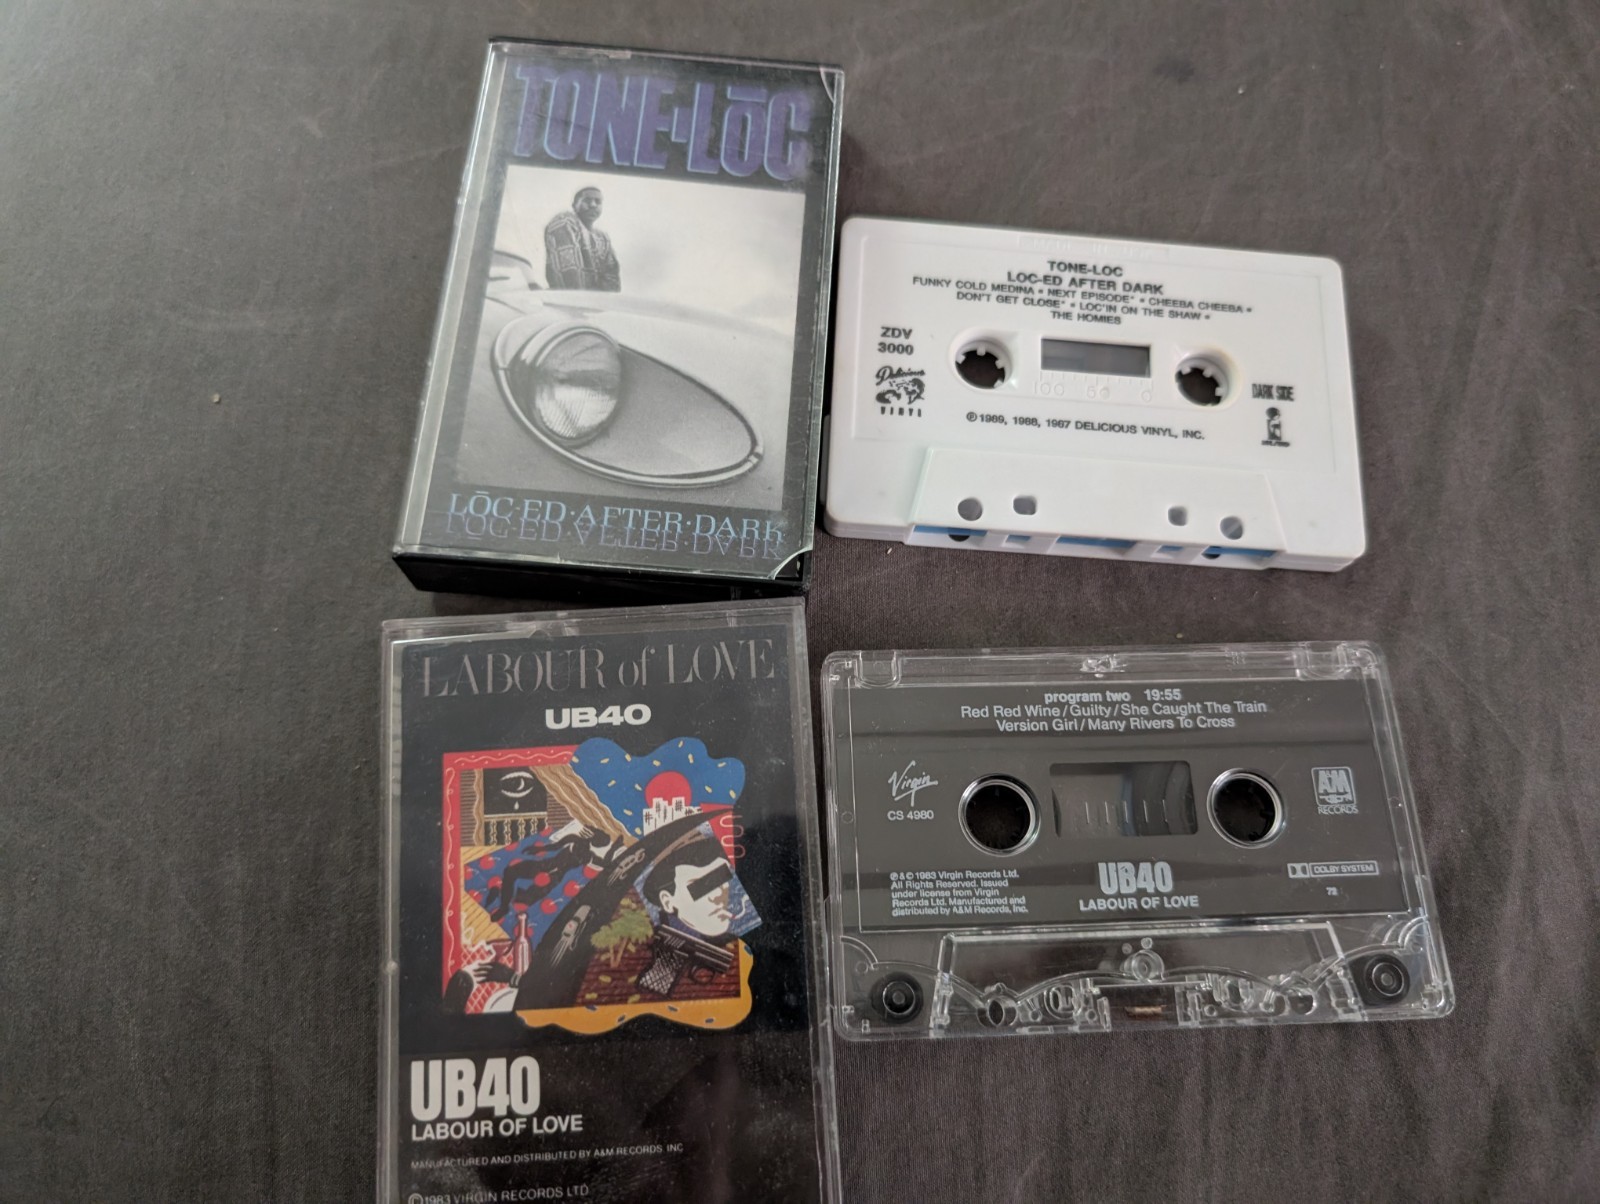 TONE-LŌC
LŌC·ED·AFTER·DARK
TONE-LOC
LOC-ED AFTER DARK
FUNKY COLD MEDINA • NEXT EPISODE* • CHEEBA CHEEBA •
DON'T GET CLOSE* • LOC'IN ON THE SHAW •
THE HOMIES
ZDV
3000
Delicious
VINYL
DARK SIDE
100 50 0
℗1989, 1988, 1987 DELICIOUS VINYL, INC.
LABOUR of LOVE
UB40
UB40
LABOUR OF LOVE
MANUFACTURED AND DISTRIBUTED BY A&M RECORDS, INC
©1983 VIRGIN RECORDS LTD
program two 19:55
Red Red Wine/Guilty/She Caught The Train
Version Girl/Many Rivers To Cross
Virgin
CS 4980
A&M
RECORDS
℗&©1983 Virgin Records Ltd.
All Rights Reserved. Issued
under license from Virgin
Records Ltd. Manufactured and
distributed by A&M Records, Inc.
UB40
LABOUR OF LOVE
DOLBY SYSTEM
72